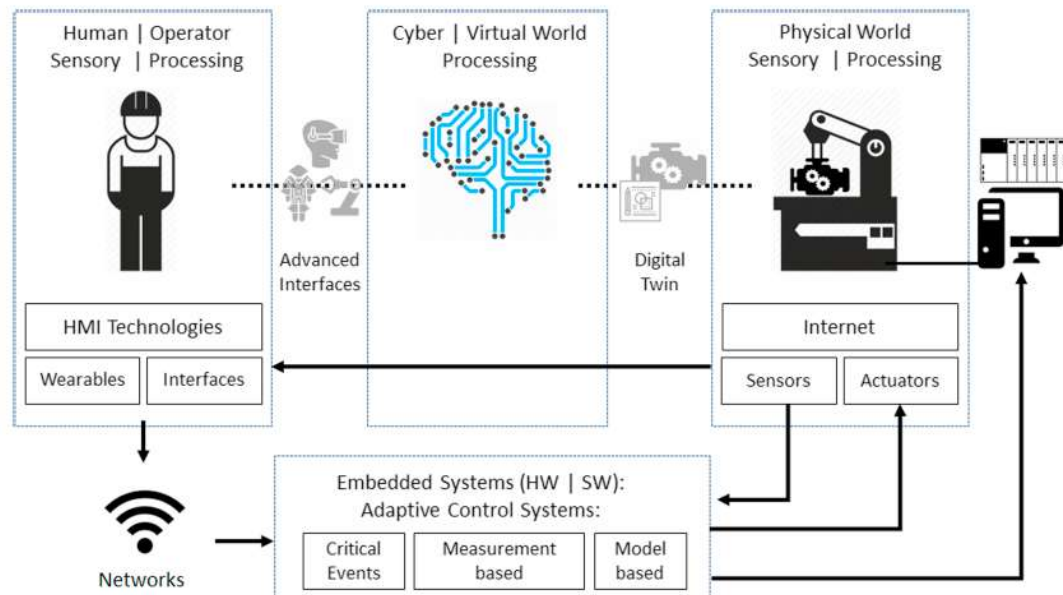 Human | Operator
Sensory | Processing
Cyber | Virtual World
Processing
Physical World
Sensory | Processing
Advanced
Interfaces
Digital
Twin
HMI Technologies
Wearables
Interfaces
Internet
Sensors
Actuators
Networks
Embedded Systems (HW | SW):
Adaptive Control Systems:
Critical
Events
Measurement
based
Model
based